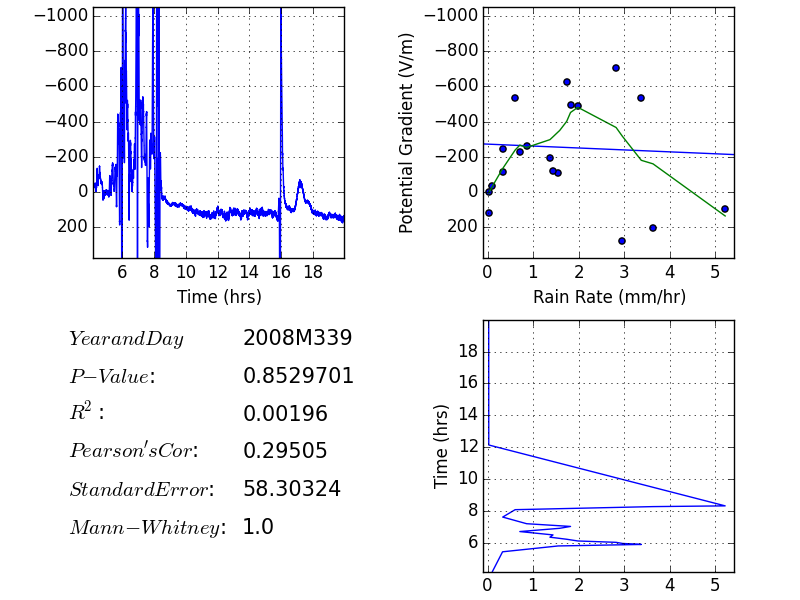 −1000
−800
−600
−400
−200
0
200
6 8 10 12 14 16 18
Time (hrs)
Potential Gradient (V/m)
−1000
−800
−600
−400
−200
0
200
0 1 2 3 4 5
Rain Rate (mm/hr)
YearandDay 2008M339
P−Value: 0.8529701
R²: 0.00196
Pearson'sCor: 0.29505
StandardError: 58.30324
Mann−Whitney: 1.0
Time (hrs)
18
16
14
12
10
8
6
0 1 2 3 4 5